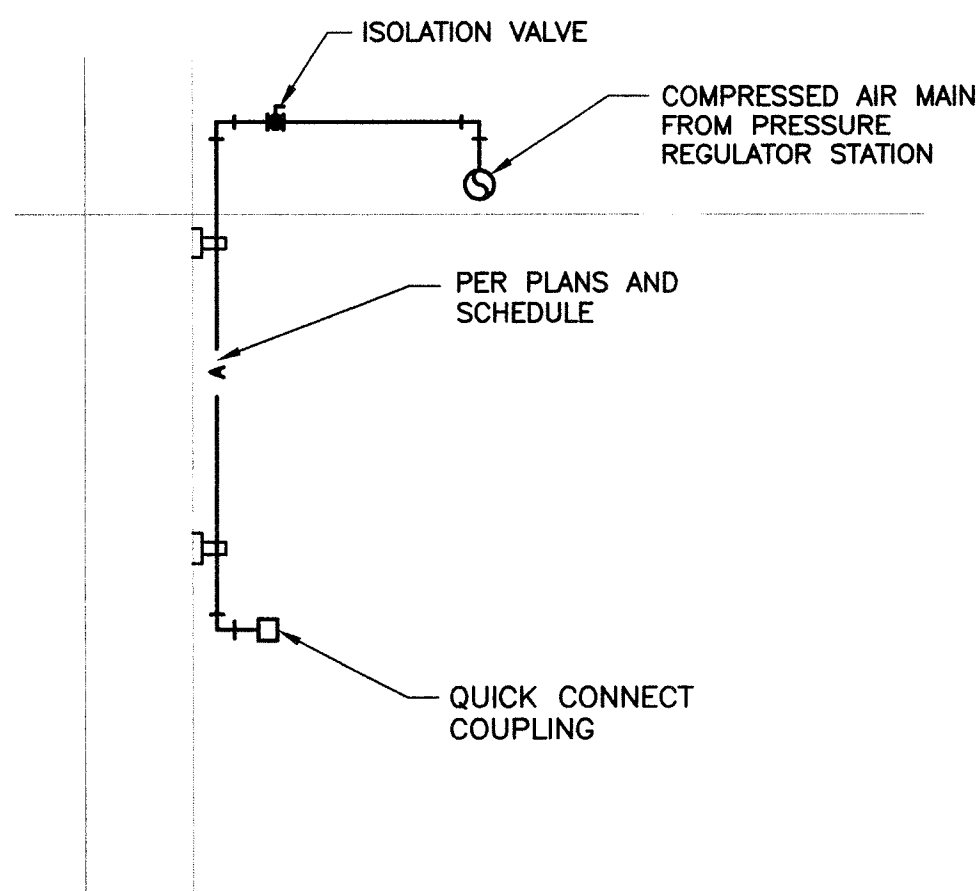 ISOLATION VALVE
COMPRESSED AIR MAIN
FROM PRESSURE
REGULATOR STATION
PER PLANS AND
SCHEDULE
QUICK CONNECT
COUPLING